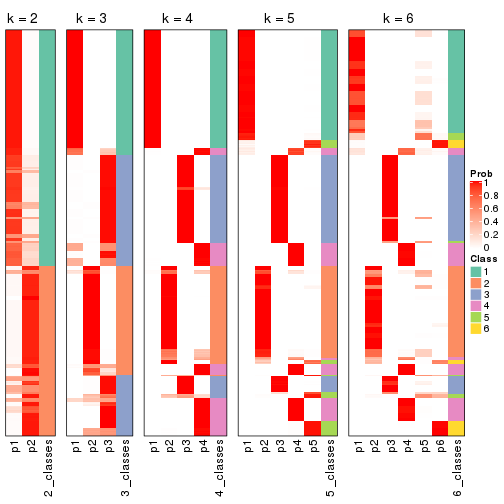 k = 2
k = 3
k = 4
k = 5
k = 6
Prob
1
0.8
0.6
0.4
0.2
0
Class
1
2
3
4
5
6
p1
p2
2_classes
p1
p2
p3
3_classes
p1
p2
p3
p4
4_classes
p1
p2
p3
p4
p5
5_classes
p1
p2
p3
p4
p5
p6
6_classes